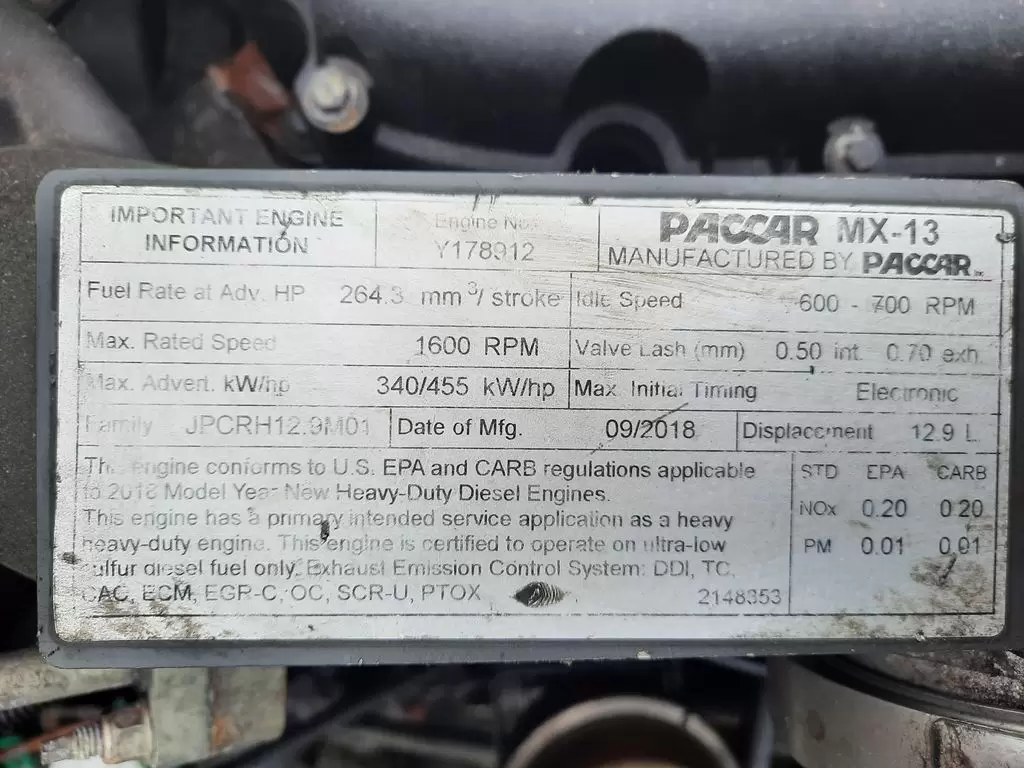 IMPORTANT ENGINE
INFORMATION
Engine No.
Y178912
PACCAR MX-13
MANUFACTURED BY PACCAR INC
Fuel Rate at Adv. HP 264.3 mm³/ stroke
Idle Speed 600 - 700 RPM
Max. Rated Speed 1600 RPM
Valve Lash (mm) 0.50 int. 0.70 exh.
Max. Advert. kW/hp 340/455 kW/hp
Max Initial Timing Electronic
Family JPCRH12.9M01
Date of Mfg. 09/2018
Displacement 12.9 L
This engine conforms to U.S. EPA and CARB regulations applicable
to 2018 Model Year New Heavy-Duty Diesel Engines.
This engine has a primary intended service application as a heavy
heavy-duty engine. This engine is certified to operate on ultra-low
sulfur diesel fuel only. Exhaust Emission Control System: DDI, TC,
CAC, ECM, EGR-C, OC, SCR-U, PTOX
2148353
STD EPA CARB
NOx 0.20 0.20
PM 0.01 0.01